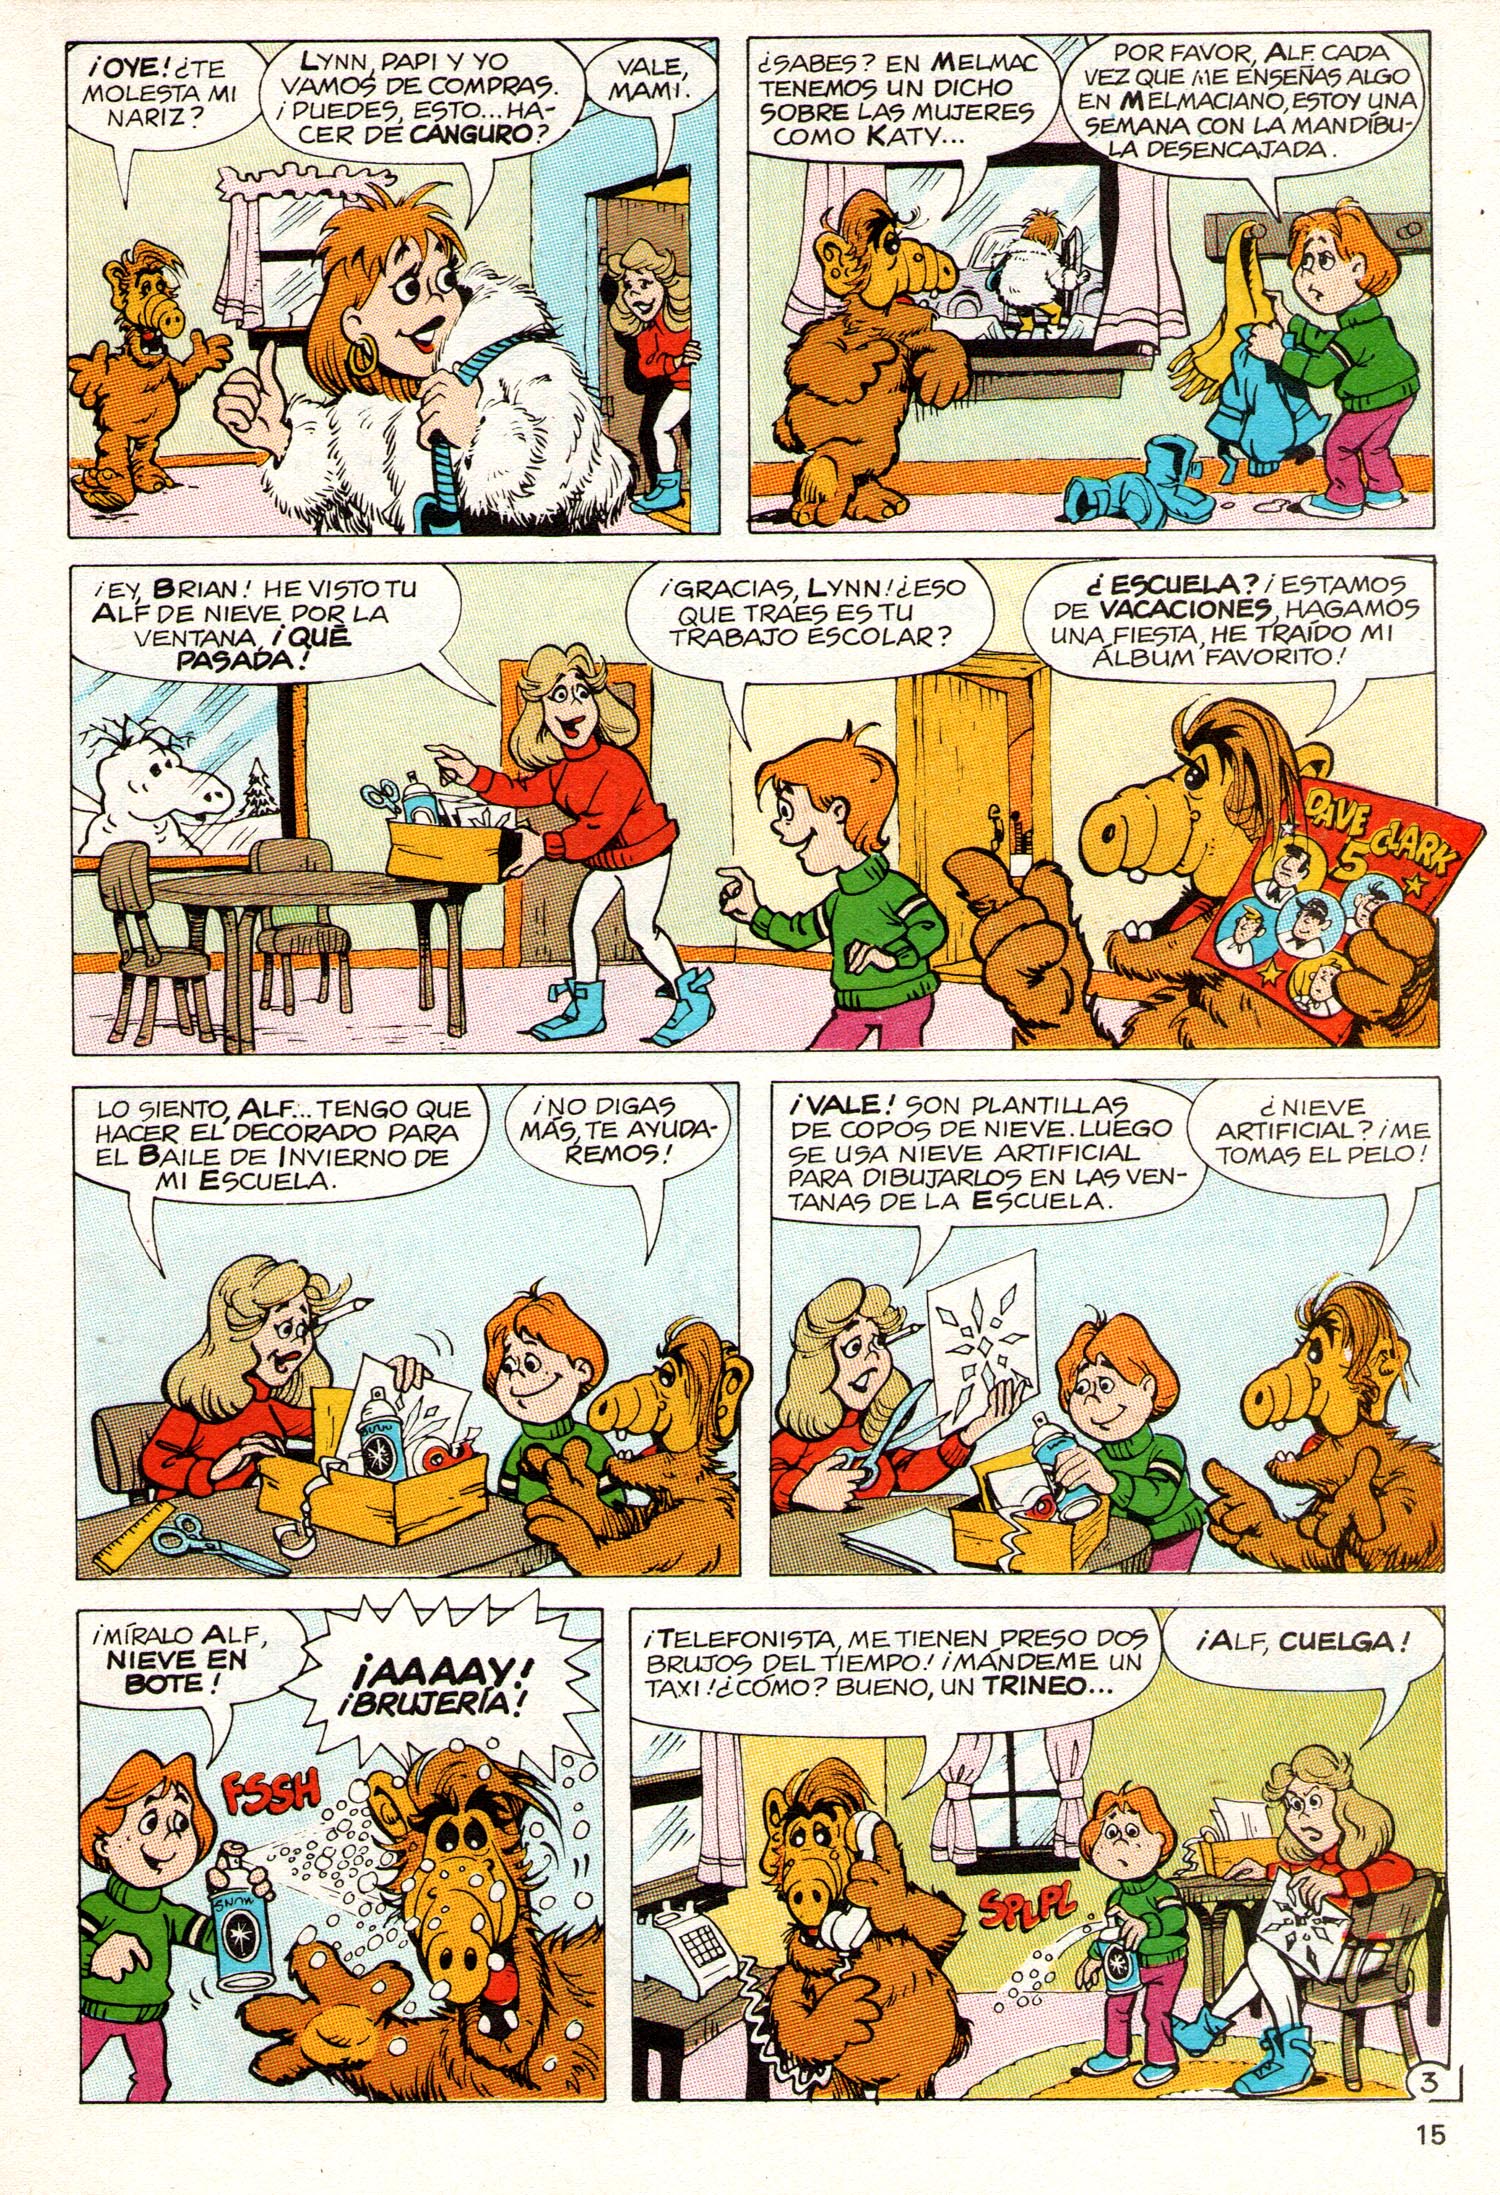 ¡OYE! ¿TE
MOLESTA MI
NARIZ?
LYNN, PAPI Y YO
VAMOS DE COMPRAS.
¡PUEDES, ESTO... HA-
CER DE CANGURO?
VALE,
MAMI.
¿SABES? EN MELMAC
TENEMOS UN DICHO
SOBRE LAS MUJERES
COMO KATY...
POR FAVOR, ALF. CADA
VEZ QUE ME ENSEÑAS ALGO
EN MELMACIANO, ESTOY UNA
SEMANA CON LA MANDÍBU-
LA DESENCAJADA.
¡EY, BRIAN! HE VISTO TU
ALF DE NIEVE POR LA
VENTANA, ¡QUÉ
PASADA!
¡GRACIAS, LYNN! ¿ESO
QUE TRAES ES TU
TRABAJO ESCOLAR?
¿ESCUELA? ¡ESTAMOS
DE VACACIONES, HAGAMOS
UNA FIESTA, HE TRAÍDO MI
ÁLBUM FAVORITO!
DAVE
CLARK
5
LO SIENTO, ALF... TENGO QUE
HACER EL DECORADO PARA
EL BAILE DE INVIERNO DE
MI ESCUELA.
¡NO DIGAS
MÁS, TE AYUDA-
REMOS!
¡VALE! SON PLANTILLAS
DE COPOS DE NIEVE. LUEGO
SE USA NIEVE ARTIFICIAL
PARA DIBUJARLOS EN LAS VEN-
TANAS DE LA ESCUELA.
¿NIEVE
ARTIFICIAL? ¡ME
TOMAS EL PELO!
¡MÍRALO ALF,
NIEVE EN
BOTE!
¡AAAAY!
¡BRUJERÍA!
FSSH
SNOW
¡TELEFONISTA, ME TIENEN PRESO DOS
BRUJOS DEL TIEMPO! ¡MÁNDEME UN
TAXI! ¿CÓMO? BUENO, UN TRINEO...
¡ALF, CUELGA!
SPLPL
3
15